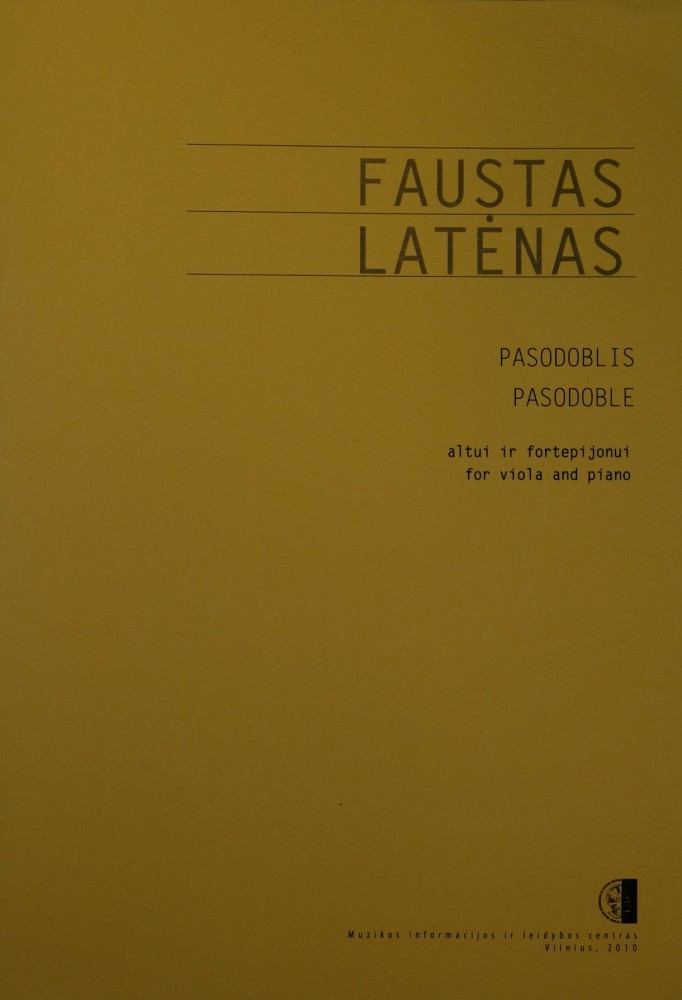 FAUSTAS
LATĖNAS
PASODOBLIS
PASODOBLE
altui ir fortepijonui
for viola and piano
Muzikos informacijos ir leidybos centras
Vilnius, 2010